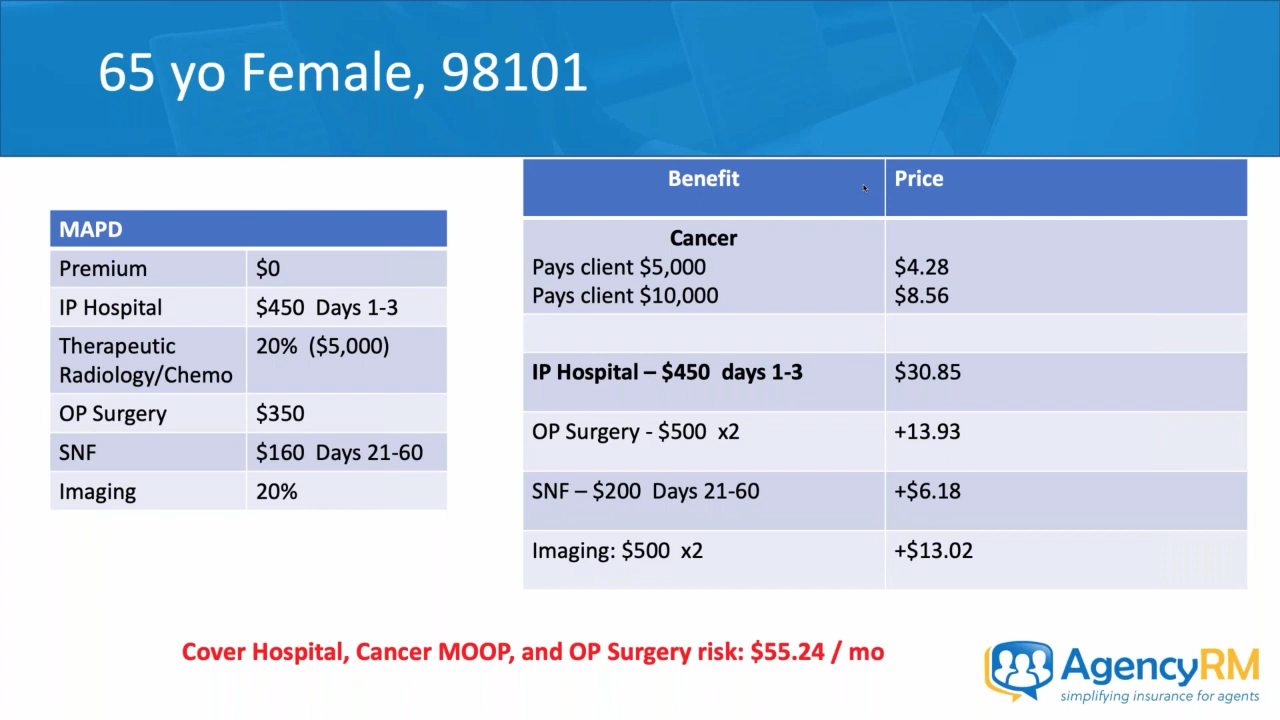 65 yo Female, 98101
MAPD
Premium $0
IP Hospital $450 Days 1-3
Therapeutic 20% ($5,000)
Radiology/Chemo
OP Surgery $350
SNF $160 Days 21-60
Imaging 20%
Benefit Price
Cancer
Pays client $5,000 $4.28
Pays client $10,000 $8.56
IP Hospital – $450 days 1-3 $30.85
OP Surgery - $500 x2 +13.93
SNF – $200 Days 21-60 +$6.18
Imaging: $500 x2 +$13.02
Cover Hospital, Cancer MOOP, and OP Surgery risk: $55.24 / mo
AgencyRM
simplifying insurance for agents